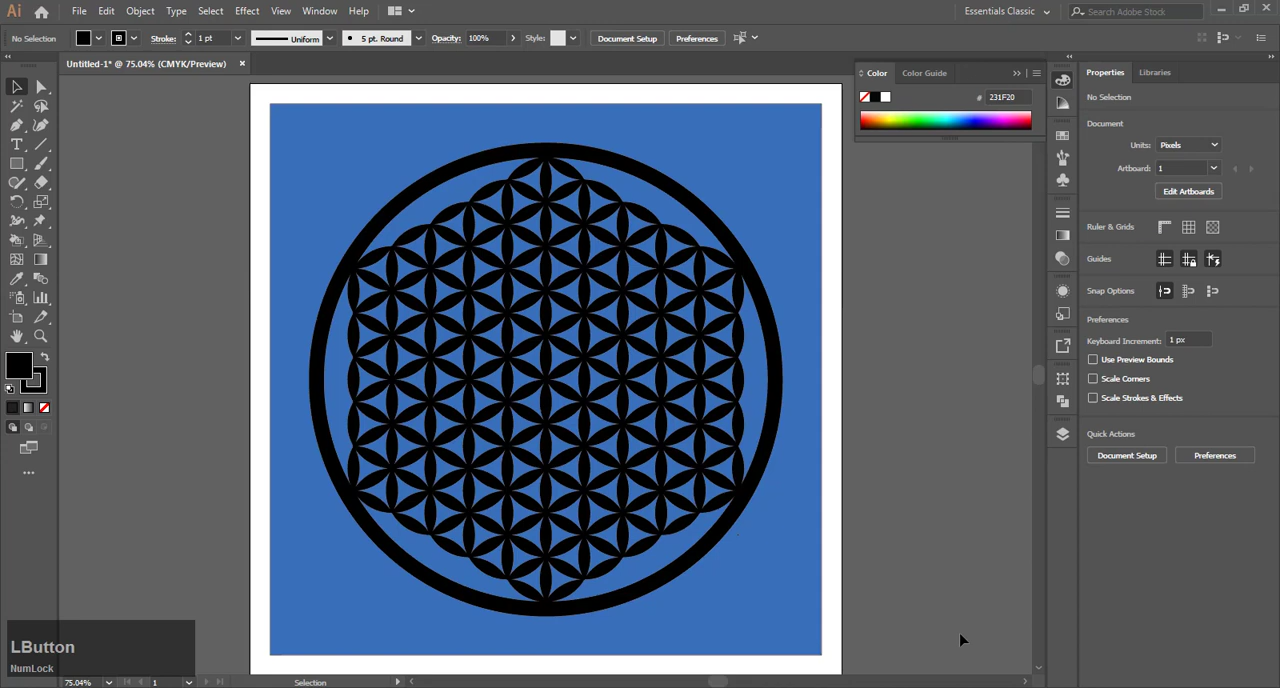 Ai File Edit Object Type Select Effect View Window Help Essentials Classic Search Adobe Stock
No Selection Stroke: 1 pt Uniform 5 pt. Round Opacity: 100% Style: Document Setup Preferences
Untitled-1* @ 75.04% (CMYK/Preview)
Color Color Guide
# 231F20
Properties Libraries
No Selection
Document
Units: Pixels
Artboard: 1
Edit Artboards
Ruler & Grids
Guides
Snap Options
Preferences
Keyboard Increment: 1 px
Use Preview Bounds
Scale Corners
Scale Strokes & Effects
Quick Actions
Document Setup Preferences
LButton
NumLock
75.04% 1 Selection